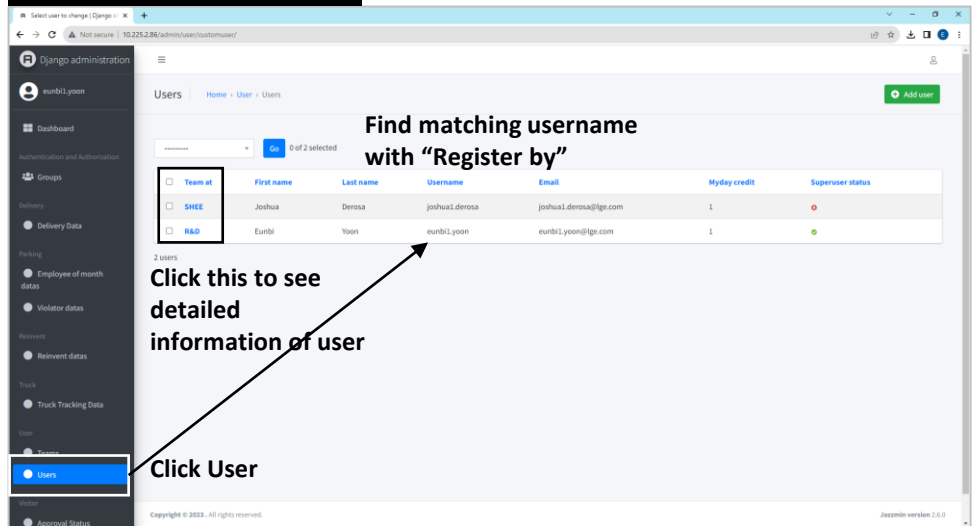 Select user to change | Django si
Not secure | 10.225.2.86/admin/user/customuser/
E
Django administration
eunbi1.yoon
Dashboard
Authentication and Authorization
Groups
Delivery
Delivery Data
Parking
Employee of month
datas
Violator datas
Reinvent
Reinvent datas
Truck
Truck Tracking Data
User
Teams
Users
Visitor
Approval Status
Users
Home › User › Users
Add user
Find matching username
with “Register by”
---------
Go
0 of 2 selected
Team at First name Last name Username Email Myday credit Superuser status
SHEE Joshua Derosa joshua1.derosa joshua1.derosa@lge.com 1
R&D Eunbi Yoon eunbi1.yoon eunbi1.yoon@lge.com 1
2 users
Click this to see
detailed
information of user
Click User
Copyright © 2023 . All rights reserved.
Jazzmin version 2.6.0